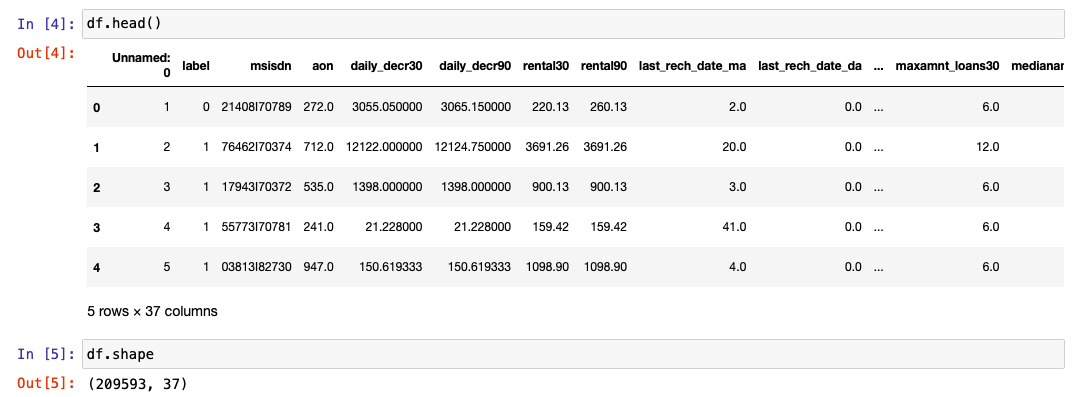 In [4]: df.head()
Out[4]:
Unnamed: 0 label msisdn aon daily_decr30 daily_decr90 rental30 rental90 last_rech_date_ma last_rech_date_da ... maxamnt_loans30 medianar
0 1 0 21408I70789 272.0 3055.050000 3065.150000 220.13 260.13 2.0 0.0 ... 6.0
1 2 1 76462I70374 712.0 12122.000000 12124.750000 3691.26 3691.26 20.0 0.0 ... 12.0
2 3 1 17943I70372 535.0 1398.000000 1398.000000 900.13 900.13 3.0 0.0 ... 6.0
3 4 1 55773I70781 241.0 21.228000 21.228000 159.42 159.42 41.0 0.0 ... 6.0
4 5 1 03813I82730 947.0 150.619333 150.619333 1098.90 1098.90 4.0 0.0 ... 6.0
5 rows × 37 columns
In [5]: df.shape
Out[5]: (209593, 37)